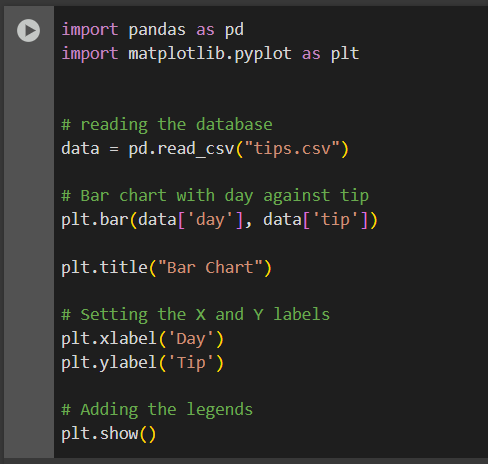 import pandas as pd
import matplotlib.pyplot as plt
# reading the database
data = pd.read_csv("tips.csv")
# Bar chart with day against tip
plt.bar(data['day'], data['tip'])
plt.title("Bar Chart")
# Setting the X and Y labels
plt.xlabel('Day')
plt.ylabel('Tip')
# Adding the legends
plt.show()